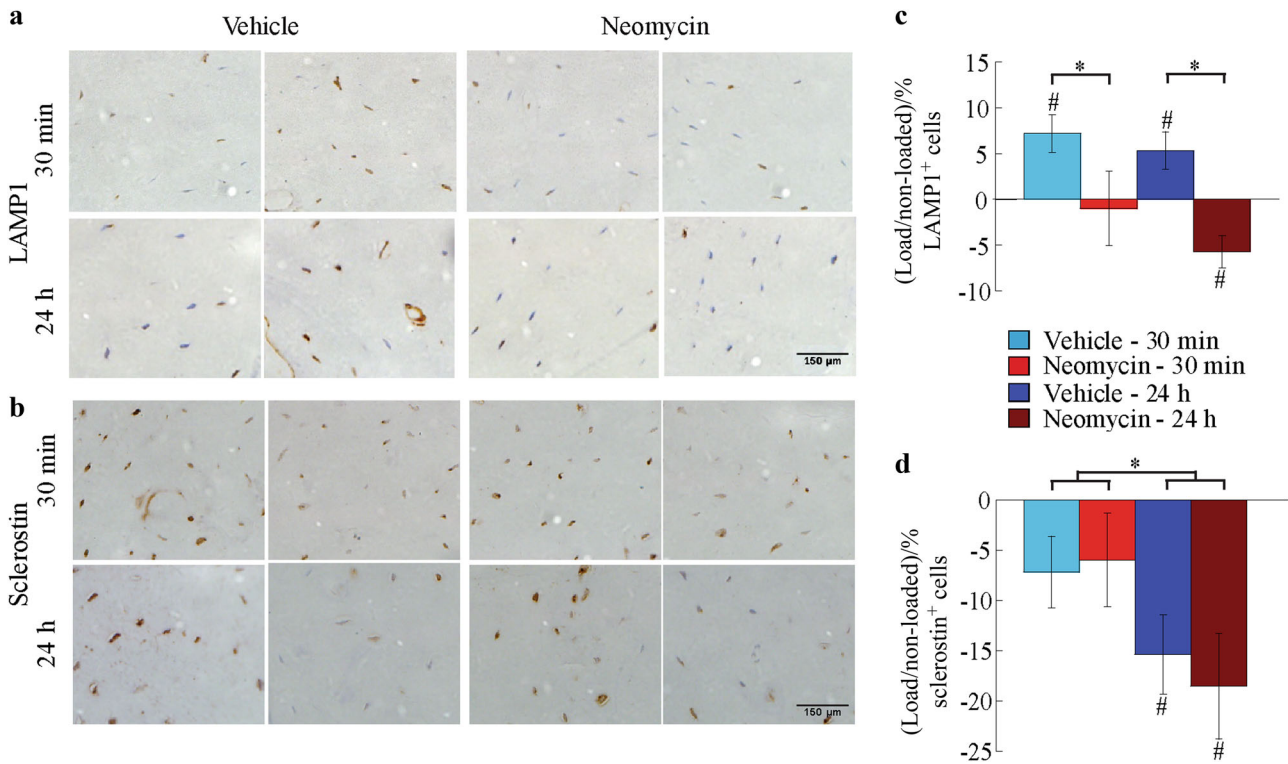 a
Vehicle
Neomycin
30 min
24 h
LAMP1
150 µm
b
30 min
24 h
Sclerostin
150 µm
c
15
10
5
0
-5
-10
(Load/non-loaded)/%
LAMP1⁺ cells
*
*
#
#
#
Vehicle - 30 min
Neomycin - 30 min
Vehicle - 24 h
Neomycin - 24 h
d
0
-5
-10
-15
-20
-25
(Load/non-loaded)/%
sclerostin⁺ cells
*
#
#